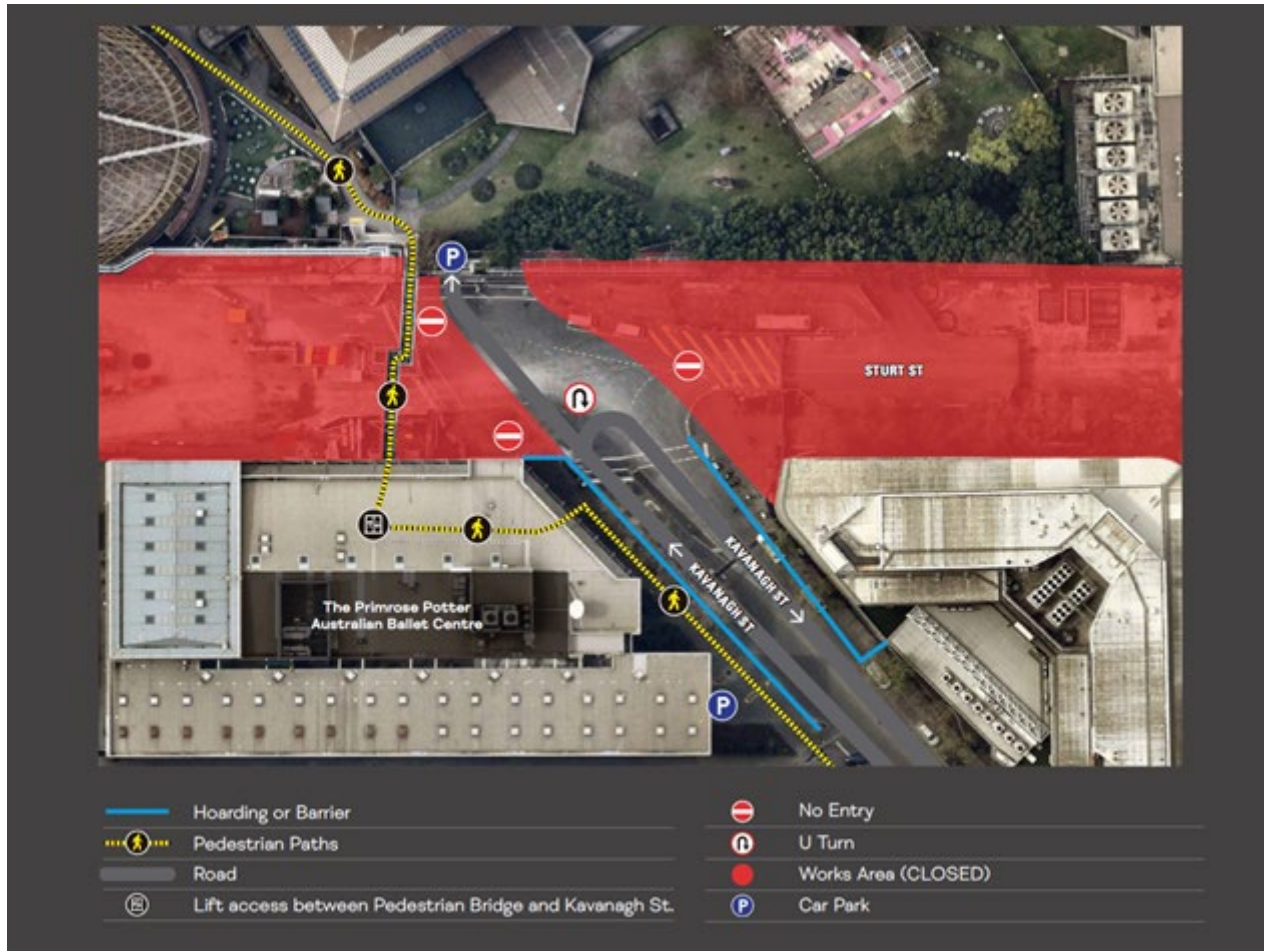 P
STURT ST
KAVANAGH ST
KAVANAGH ST
The Primrose Potter
Australian Ballet Centre
P
Hoarding or Barrier
Pedestrian Paths
Road
Lift access between Pedestrian Bridge and Kavanagh St.
No Entry
U Turn
Works Area (CLOSED)
P Car Park